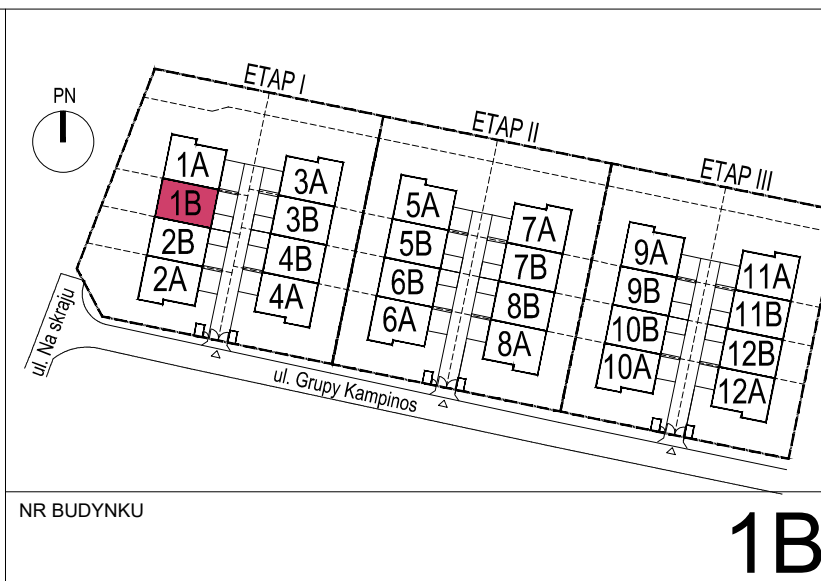 PN
ETAP I
ETAP II
ETAP III
1A
1B
2B
2A
3A
3B
4B
4A
5A
5B
6B
6A
7A
7B
8B
8A
9A
9B
10B
10A
11A
11B
12B
12A
ul. Na skraju
ul. Grupy Kampinos
NR BUDYNKU
1B